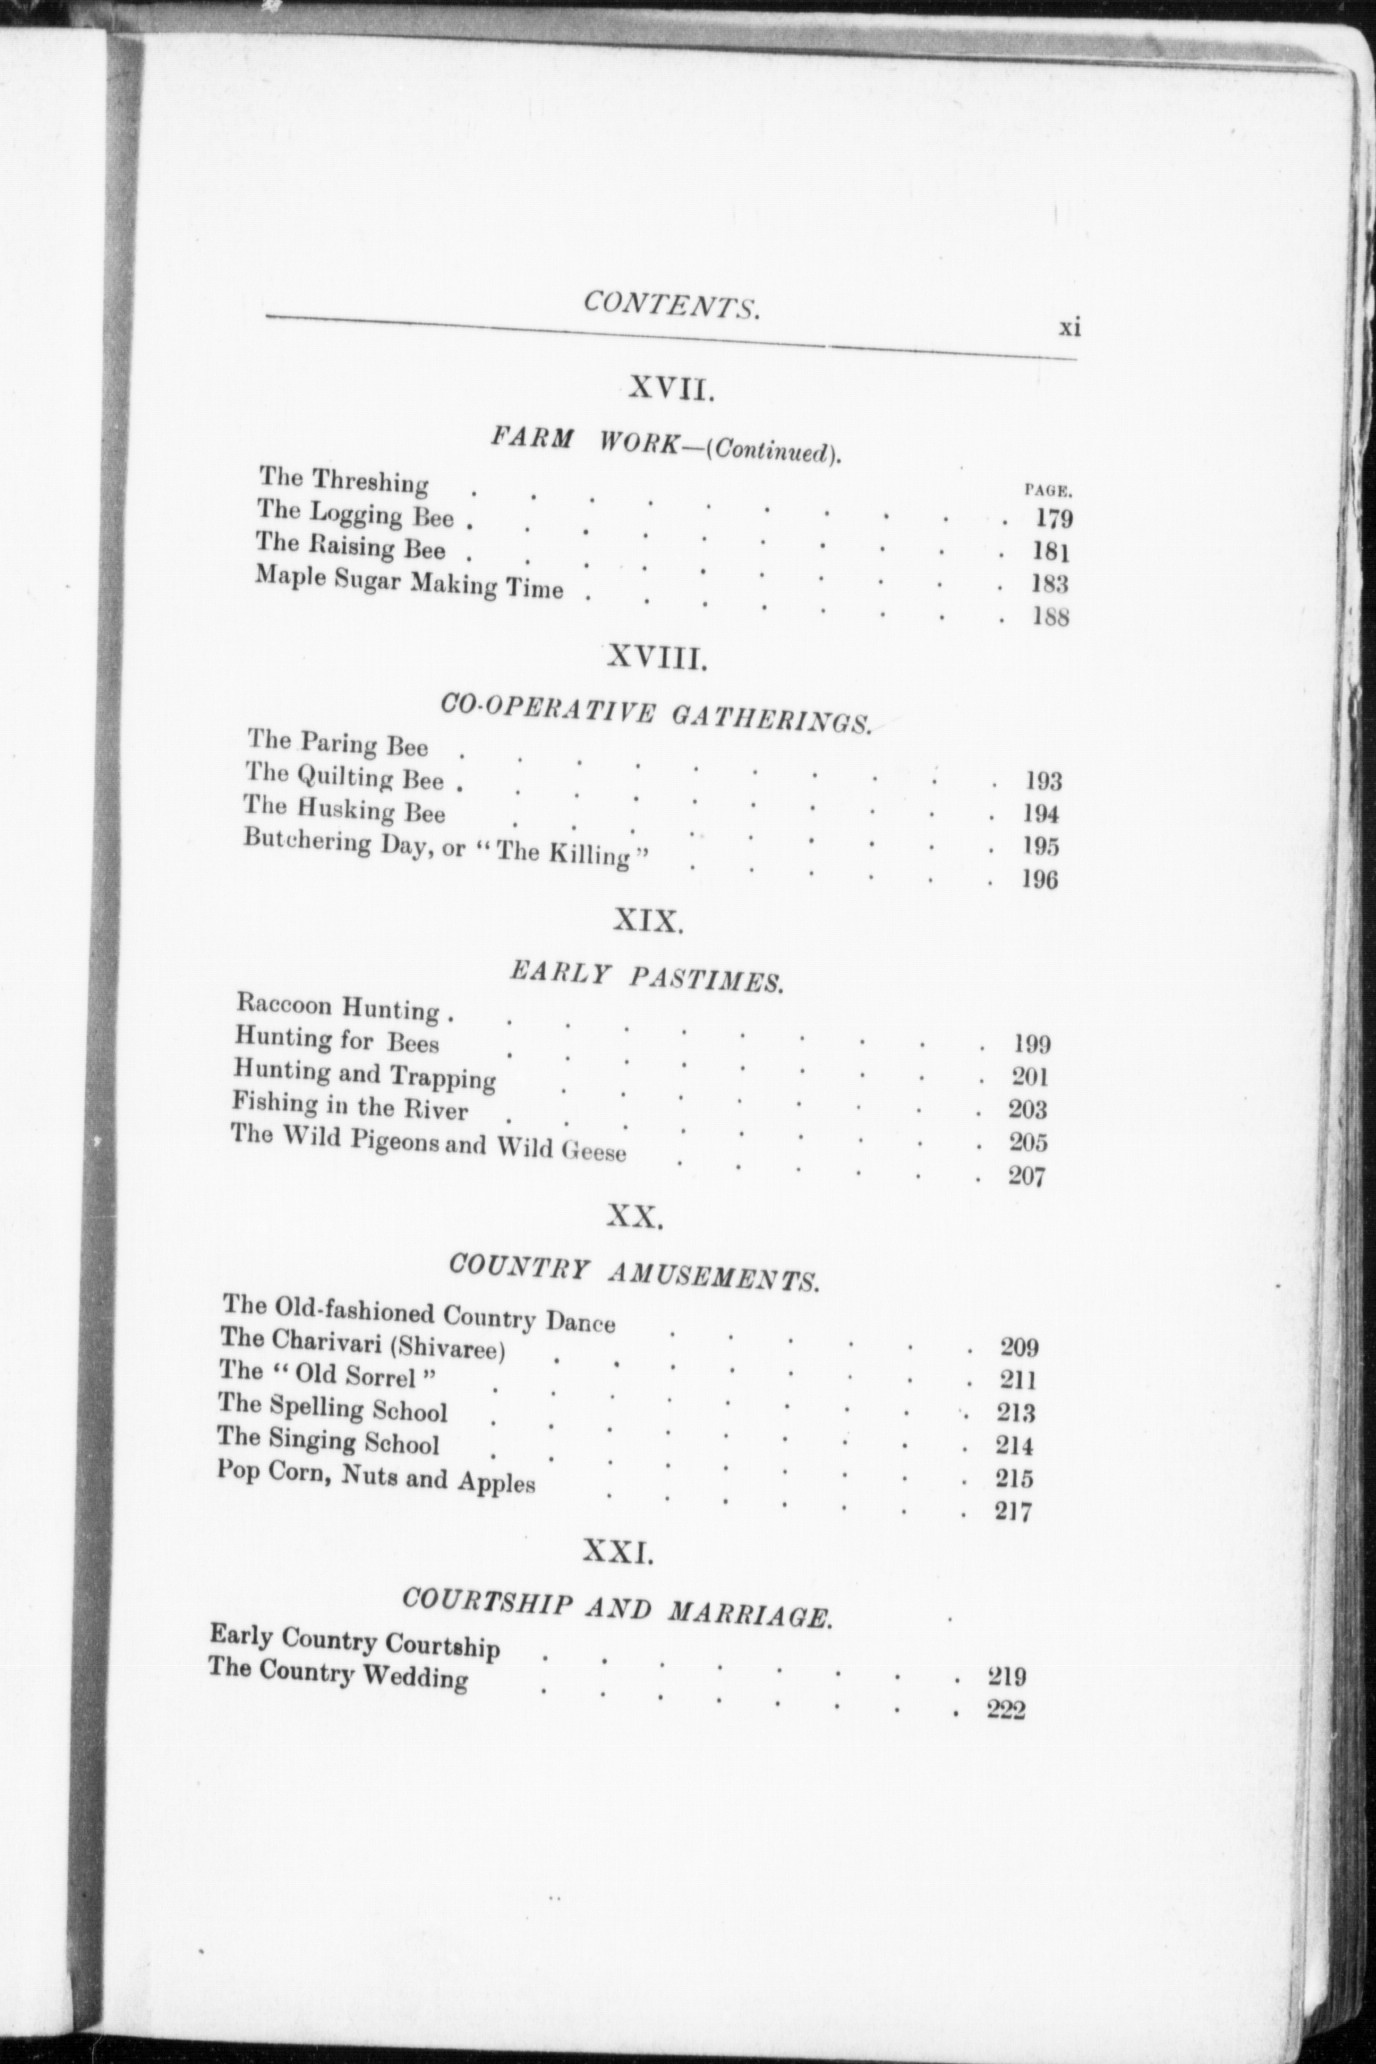 CONTENTS. xi
XVII.
FARM WORK—(Continued).
PAGE.
The Threshing . . . . . . . . . . 179
The Logging Bee . . . . . . . . . . 181
The Raising Bee . . . . . . . . . . 183
Maple Sugar Making Time . . . . . . . . 188
XVIII.
CO-OPERATIVE GATHERINGS.
The Paring Bee . . . . . . . . . . 193
The Quilting Bee . . . . . . . . . . 194
The Husking Bee . . . . . . . . . 195
Butchering Day, or “The Killing” . . . . . . 196
XIX.
EARLY PASTIMES.
Raccoon Hunting . . . . . . . . . . 199
Hunting for Bees . . . . . . . . . 201
Hunting and Trapping . . . . . . . . 203
Fishing in the River . . . . . . . . . 205
The Wild Pigeons and Wild Geese . . . . . . 207
XX.
COUNTRY AMUSEMENTS.
The Old-fashioned Country Dance . . . . . . 209
The Charivari (Shivaree) . . . . . . . . 211
The “Old Sorrel” . . . . . . . . . 213
The Spelling School . . . . . . . . . 214
The Singing School . . . . . . . . . 215
Pop Corn, Nuts and Apples . . . . . . . 217
XXI.
COURTSHIP AND MARRIAGE.
Early Country Courtship . . . . . . . . 219
The Country Wedding . . . . . . . . 222